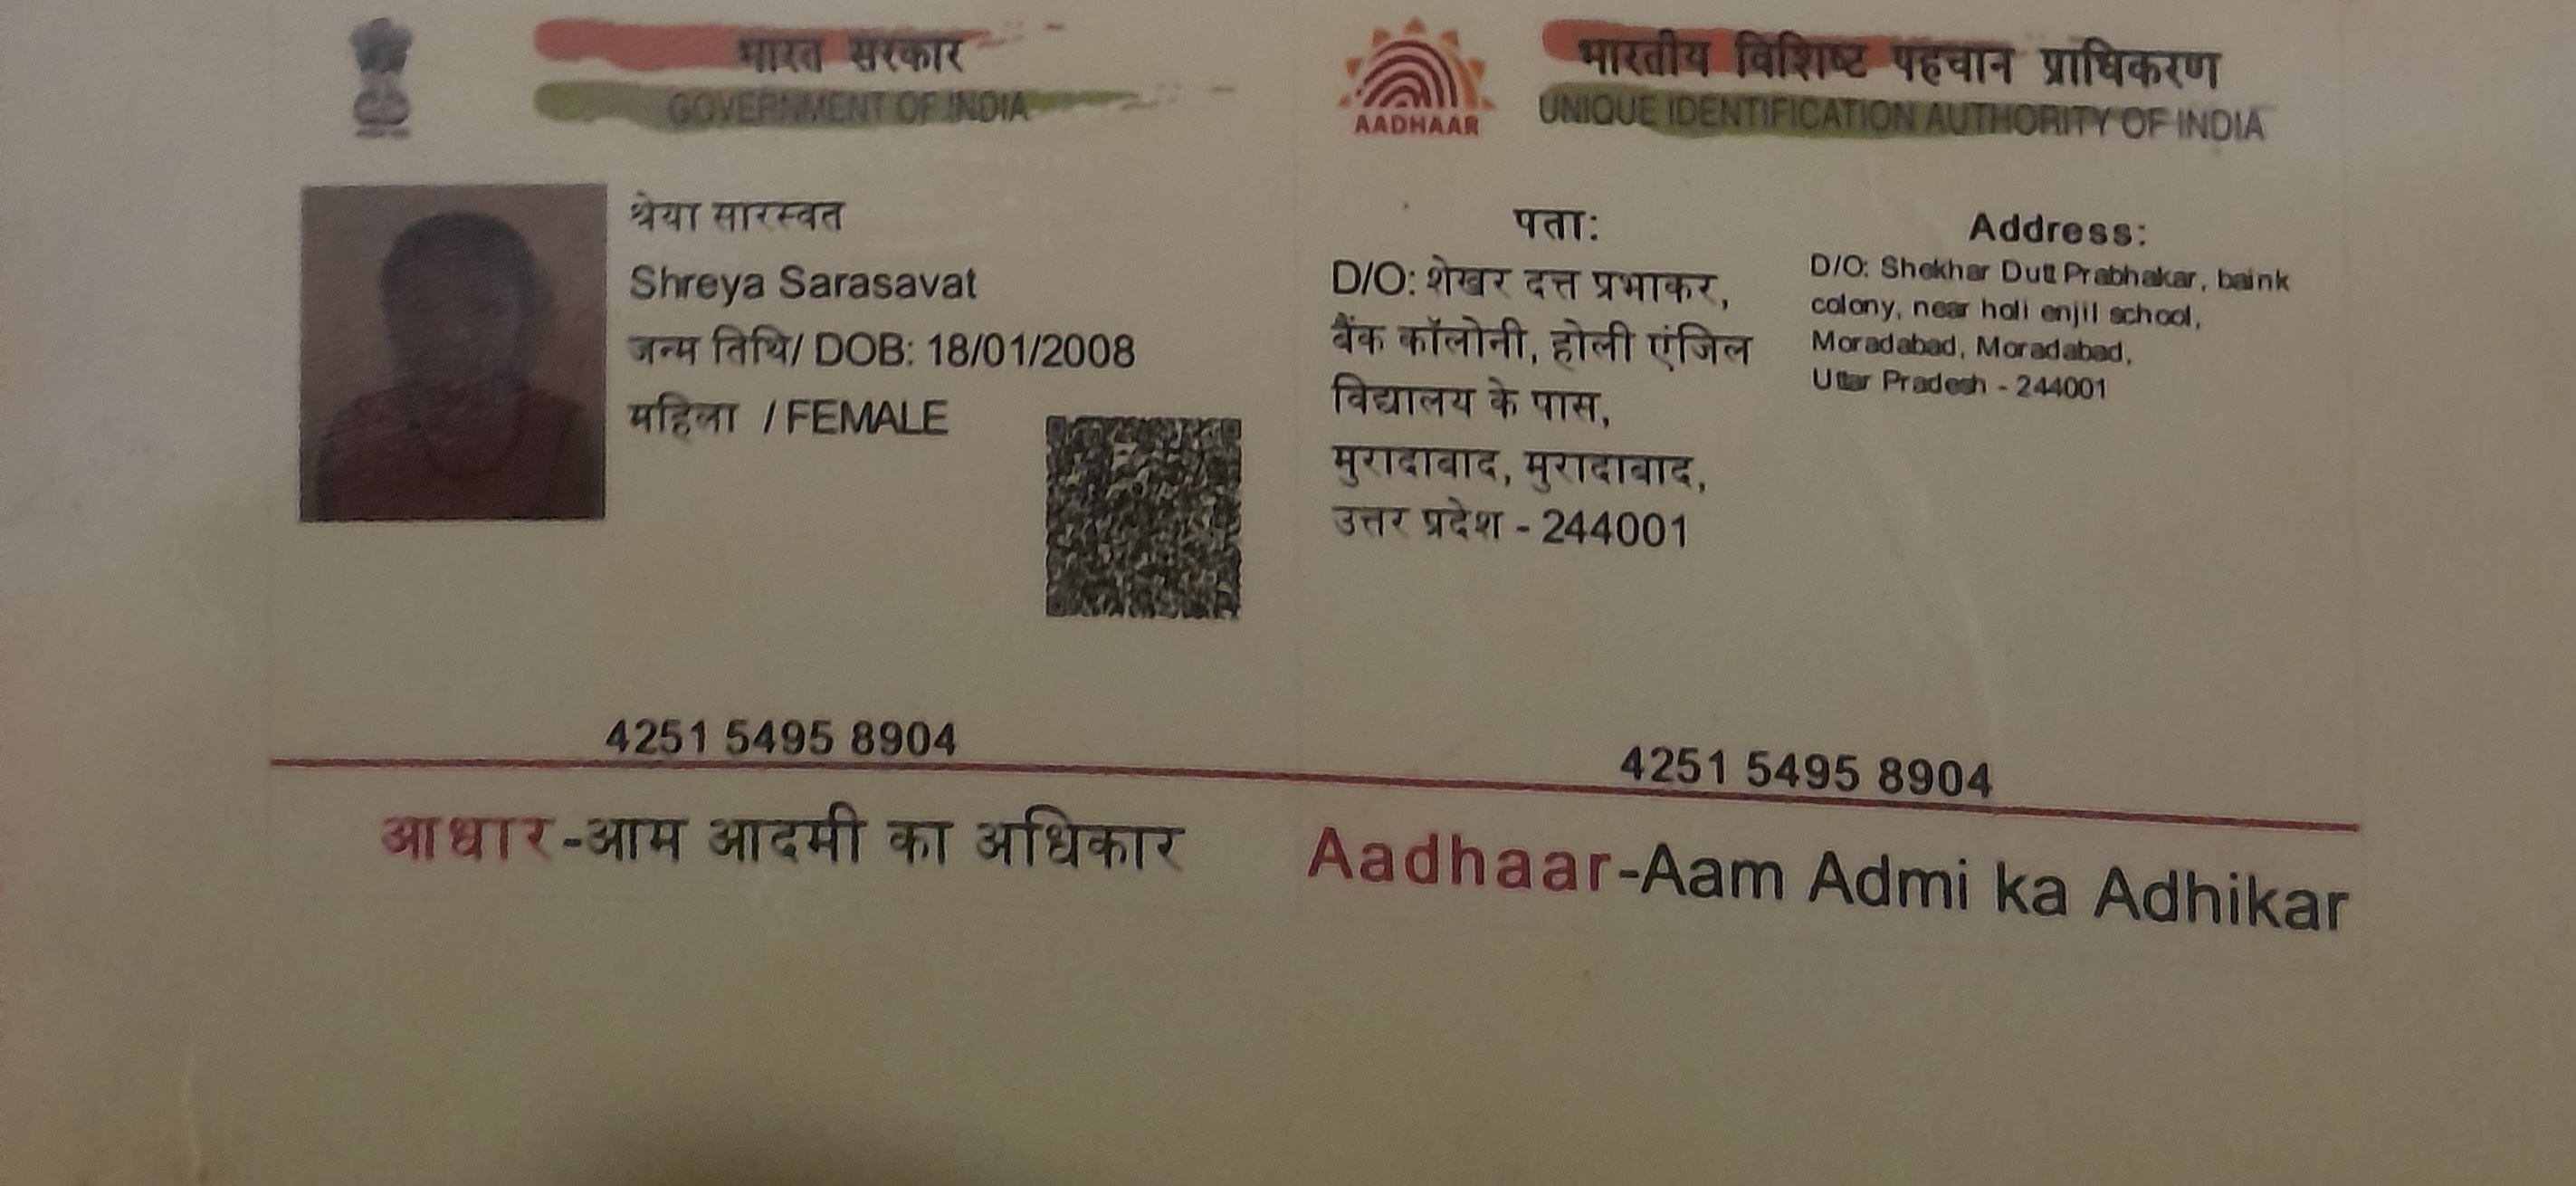 भारत सरकार
GOVERNMENT OF INDIA
श्रेया सारस्वत
Shreya Sarasavat
जन्म तिथि/ DOB: 18/01/2008
महिला / FEMALE
4251 5495 8904
आधार-आम आदमी का अधिकार
भारतीय विशिष्ट पहचान प्राधिकरण
UNIQUE IDENTIFICATION AUTHORITY OF INDIA
AADHAAR
पता:
D/O: शेखर दत्त प्रभाकर,
बैंक कॉलोनी, होली एंजिल
विद्यालय के पास,
मुरादाबाद, मुरादाबाद,
उत्तर प्रदेश - 244001
Address:
D/O: Shekhar Dutt Prabhakar, baink
colony, near holi enjil school,
Moradabad, Moradabad,
Uttar Pradesh - 244001
4251 5495 8904
Aadhaar-Aam Admi ka Adhikar